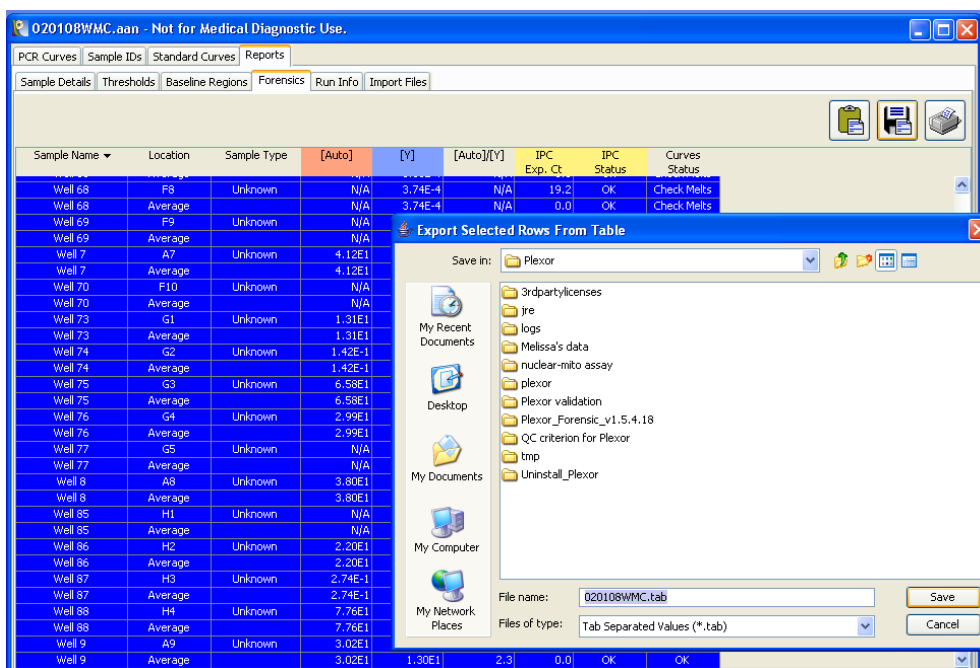 020108WMC.aan - Not for Medical Diagnostic Use.
PCR Curves Sample IDs Standard Curves Reports
Sample Details Thresholds Baseline Regions Forensics Run Info Import Files
Sample Name Location Sample Type [Auto] [Y] [Auto]/[Y] IPC Exp. Ct IPC Status Curves Status
Well 68 F8 Unknown N/A 3.74E-4 N/A 19.2 OK Check Melts
Well 68 Average N/A 3.74E-4 N/A 0.0 OK Check Melts
Well 69 F9 Unknown N/A
Well 69 Average N/A
Well 7 A7 Unknown 4.12E1
Well 7 Average 4.12E1
Well 70 F10 Unknown N/A
Well 70 Average N/A
Well 73 G1 Unknown 1.31E1
Well 73 Average 1.31E1
Well 74 G2 Unknown 1.42E-1
Well 74 Average 1.42E-1
Well 75 G3 Unknown 6.58E1
Well 75 Average 6.58E1
Well 76 G4 Unknown 2.99E1
Well 76 Average 2.99E1
Well 77 G5 Unknown N/A
Well 77 Average N/A
Well 8 A8 Unknown 3.80E1
Well 8 Average 3.80E1
Well 85 H1 Unknown N/A
Well 85 Average N/A
Well 86 H2 Unknown 2.20E1
Well 86 Average 2.20E1
Well 87 H3 Unknown 2.74E-1
Well 87 Average 2.74E-1
Well 88 H4 Unknown 7.76E1
Well 88 Average 7.76E1
Well 9 A9 Unknown 3.02E1
Well 9 Average 3.02E1 1.30E1 2.3 0.0 OK OK
Export Selected Rows From Table
Save in: Plexor
My Recent Documents
Desktop
My Documents
My Computer
My Network Places
3rdpartylicenses
jre
logs
Melissa's data
nuclear-mito assay
plexor
Plexor validation
Plexor_Forensic_v1.5.4.18
QC criterion for Plexor
tmp
Uninstall_Plexor
File name: 020108WMC.tab Save
Files of type: Tab Separated Values (*.tab) Cancel